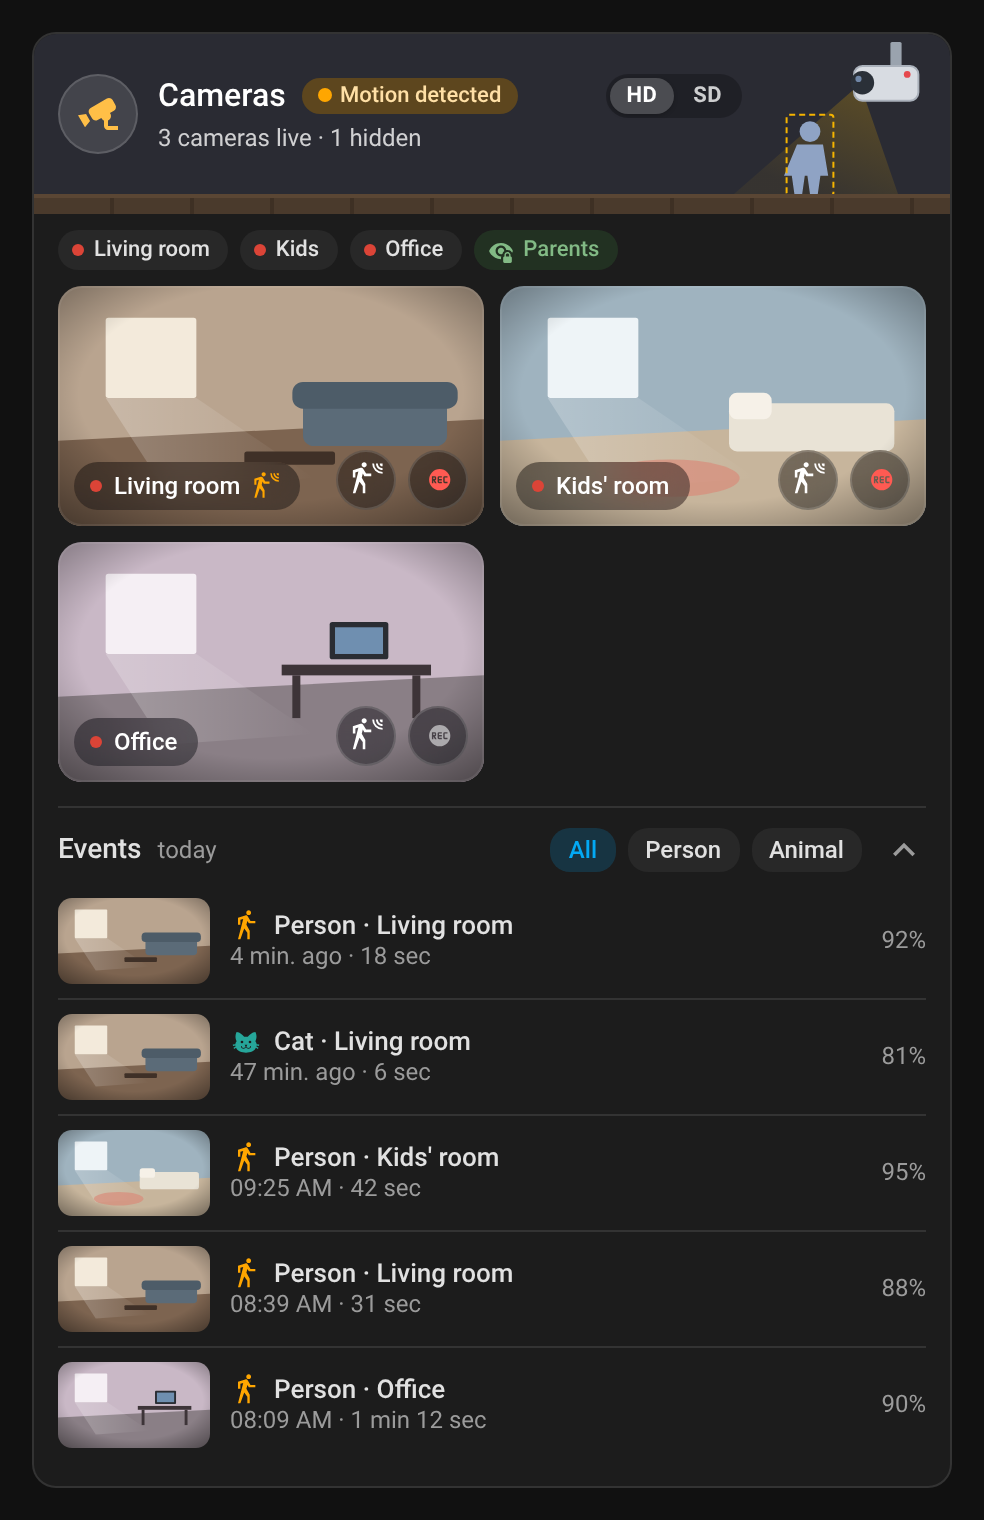 Cameras
Motion detected
HD
SD
3 cameras live · 1 hidden
Living room
Kids
Office
Parents
Living room
REC
Kids' room
REC
Office
REC
Events today
All
Person
Animal
Person · Living room
4 min. ago · 18 sec
92%
Cat · Living room
47 min. ago · 6 sec
81%
Person · Kids' room
09:25 AM · 42 sec
95%
Person · Living room
08:39 AM · 31 sec
88%
Person · Office
08:09 AM · 1 min 12 sec
90%